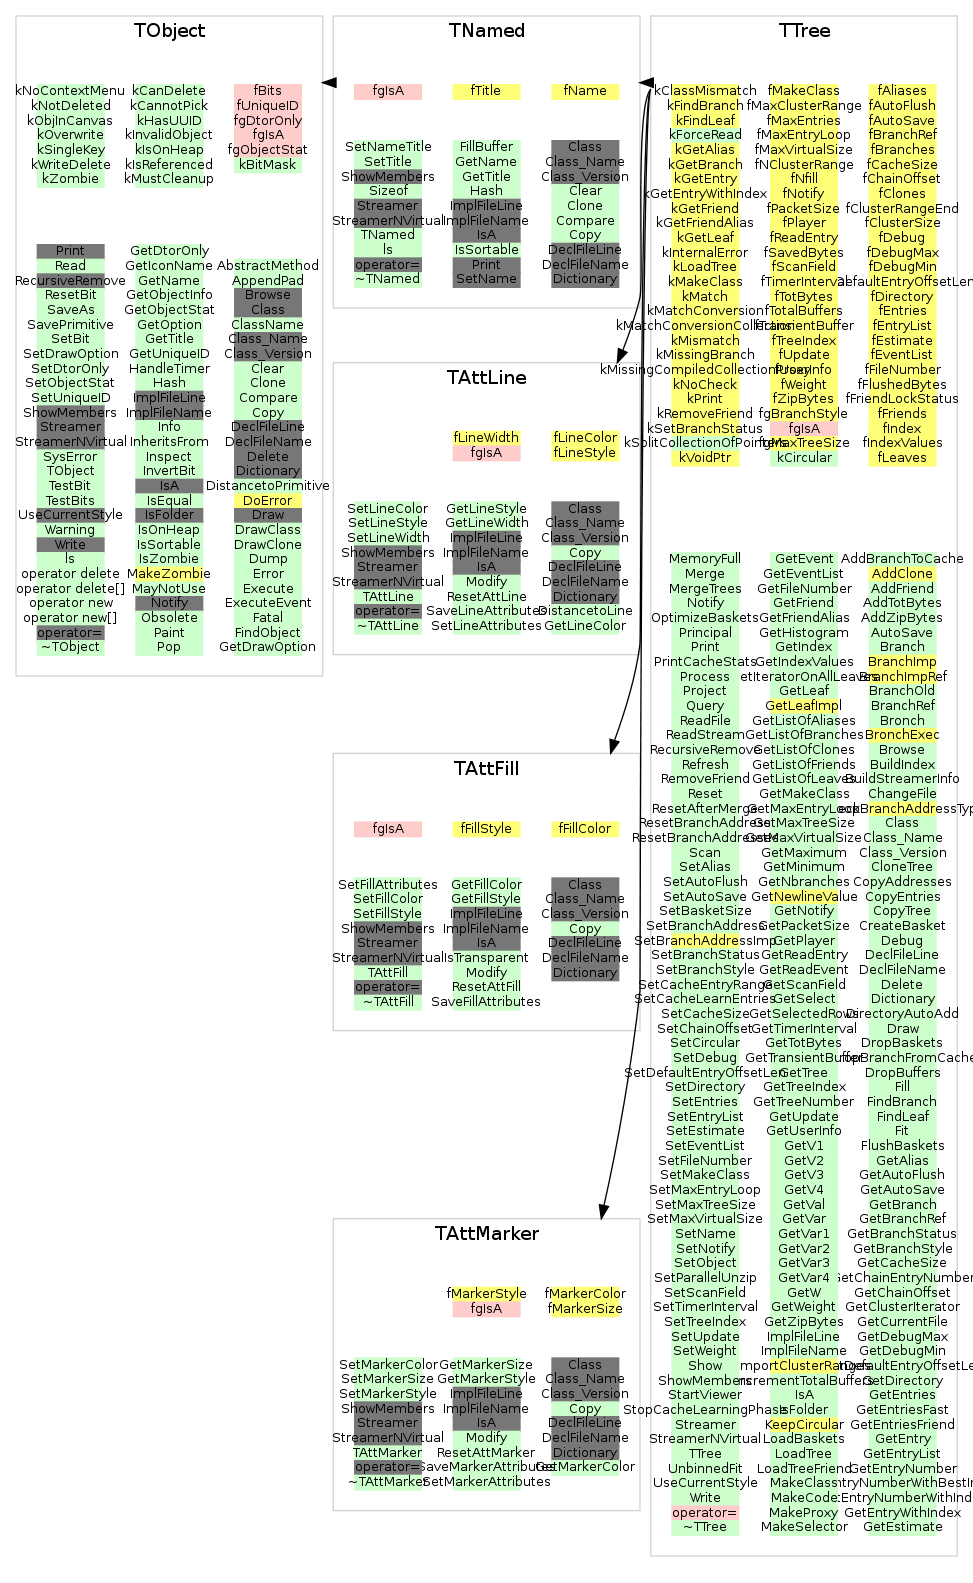 TObject
kNoContextMenu
kNotDeleted
kObjInCanvas
kOverwrite
kSingleKey
kWriteDelete
kZombie
kCanDelete
kCannotPick
kHasUUID
kInvalidObject
kIsOnHeap
kIsReferenced
kMustCleanup
fBits
fUniqueID
fgDtorOnly
fgIsA
fgObjectStat
kBitMask
Print
Read
RecursiveRemove
ResetBit
SaveAs
SavePrimitive
SetBit
SetDrawOption
SetDtorOnly
SetObjectStat
SetUniqueID
ShowMembers
Streamer
StreamerNVirtual
SysError
TObject
TestBit
TestBits
UseCurrentStyle
Warning
Write
ls
operator delete
operator delete[]
operator new
operator new[]
operator=
~TObject
GetDtorOnly
GetIconName
GetName
GetObjectInfo
GetObjectStat
GetOption
GetTitle
GetUniqueID
HandleTimer
Hash
ImplFileLine
ImplFileName
Info
InheritsFrom
Inspect
InvertBit
IsA
IsEqual
IsFolder
IsOnHeap
IsSortable
IsZombie
MakeZombie
MayNotUse
Notify
Obsolete
Paint
Pop
AbstractMethod
AppendPad
Browse
Class
ClassName
Class_Name
Class_Version
Clear
Clone
Compare
Copy
DeclFileLine
DeclFileName
Delete
Dictionary
DistancetoPrimitive
DoError
Draw
DrawClass
DrawClone
Dump
Error
Execute
ExecuteEvent
Fatal
FindObject
GetDrawOption
TNamed
fgIsA
fTitle
fName
SetNameTitle
SetTitle
ShowMembers
Sizeof
Streamer
StreamerNVirtual
TNamed
ls
operator=
~TNamed
FillBuffer
GetName
GetTitle
Hash
ImplFileLine
ImplFileName
IsA
IsSortable
Print
SetName
Class
Class_Name
Class_Version
Clear
Clone
Compare
Copy
DeclFileLine
DeclFileName
Dictionary
TAttLine
fLineWidth
fgIsA
fLineColor
fLineStyle
SetLineColor
SetLineStyle
SetLineWidth
ShowMembers
Streamer
StreamerNVirtual
TAttLine
operator=
~TAttLine
GetLineStyle
GetLineWidth
ImplFileLine
ImplFileName
IsA
Modify
ResetAttLine
SaveLineAttributes
SetLineAttributes
Class
Class_Name
Class_Version
Copy
DeclFileLine
DeclFileName
Dictionary
DistancetoLine
GetLineColor
TAttFill
fgIsA
fFillStyle
fFillColor
SetFillAttributes
SetFillColor
SetFillStyle
ShowMembers
Streamer
StreamerNVirtual
TAttFill
operator=
~TAttFill
GetFillColor
GetFillStyle
ImplFileLine
ImplFileName
IsA
IsTransparent
Modify
ResetAttFill
SaveFillAttributes
Class
Class_Name
Class_Version
Copy
DeclFileLine
DeclFileName
Dictionary
TAttMarker
fMarkerStyle
fgIsA
fMarkerColor
fMarkerSize
SetMarkerColor
SetMarkerSize
SetMarkerStyle
ShowMembers
Streamer
StreamerNVirtual
TAttMarker
operator=
~TAttMarker
GetMarkerSize
GetMarkerStyle
ImplFileLine
ImplFileName
IsA
Modify
ResetAttMarker
SaveMarkerAttributes
SetMarkerAttributes
Class
Class_Name
Class_Version
Copy
DeclFileLine
DeclFileName
Dictionary
GetMarkerColor
TTree
kClassMismatch
kFindBranch
kFindLeaf
kForceRead
kGetAlias
kGetBranch
kGetEntry
kGetEntryWithIndex
kGetFriend
kGetFriendAlias
kGetLeaf
kInternalError
kLoadTree
kMakeClass
kMatch
kMatchConversion
kMatchConversionCollection
kMismatch
kMissingBranch
kMissingCompiledCollectionProxy
kNoCheck
kPrint
kRemoveFriend
kSetBranchStatus
kSplitCollectionOfPointers
kVoidPtr
fMakeClass
fMaxClusterRange
fMaxEntries
fMaxEntryLoop
fMaxVirtualSize
fNClusterRange
fNfill
fNotify
fPacketSize
fPlayer
fReadEntry
fSavedBytes
fScanField
fTimerInterval
fTotBytes
fTotalBuffers
fTransientBuffer
fTreeIndex
fUpdate
fUserInfo
fWeight
fZipBytes
fgBranchStyle
fgIsA
fgMaxTreeSize
kCircular
fAliases
fAutoFlush
fAutoSave
fBranchRef
fBranches
fCacheSize
fChainOffset
fClones
fClusterRangeEnd
fClusterSize
fDebug
fDebugMax
fDebugMin
fDefaultEntryOffsetLen
fDirectory
fEntries
fEntryList
fEstimate
fEventList
fFileNumber
fFlushedBytes
fFriendLockStatus
fFriends
fIndex
fIndexValues
fLeaves
MemoryFull
Merge
MergeTrees
Notify
OptimizeBaskets
Principal
Print
PrintCacheStats
Process
Project
Query
ReadFile
ReadStream
RecursiveRemove
Refresh
RemoveFriend
Reset
ResetAfterMerge
ResetBranchAddress
ResetBranchAddresses
Scan
SetAlias
SetAutoFlush
SetAutoSave
SetBasketSize
SetBranchAddress
SetBranchAddressImp
SetBranchStatus
SetBranchStyle
SetCacheEntryRange
SetCacheLearnEntries
SetCacheSize
SetChainOffset
SetCircular
SetDebug
SetDefaultEntryOffsetLen
SetDirectory
SetEntries
SetEntryList
SetEstimate
SetEventList
SetFileNumber
SetMakeClass
SetMaxEntryLoop
SetMaxTreeSize
SetMaxVirtualSize
SetName
SetNotify
SetObject
SetParallelUnzip
SetScanField
SetTimerInterval
SetTreeIndex
SetUpdate
SetWeight
Show
ShowMembers
StartViewer
StopCacheLearningPhase
Streamer
StreamerNVirtual
TTree
UnbinnedFit
UseCurrentStyle
Write
operator=
~TTree
GetEvent
GetEventList
GetFileNumber
GetFriend
GetFriendAlias
GetHistogram
GetIndex
GetIndexValues
etIteratorOnAllLeaves
GetLeaf
GetLeafImpl
GetListOfAliases
GetListOfBranches
GetListOfClones
GetListOfFriends
GetListOfLeaves
GetMakeClass
GetMaxEntryLoop
GetMaxTreeSize
GetMaxVirtualSize
GetMaximum
GetMinimum
GetNbranches
GetNewlineValue
GetNotify
GetPacketSize
GetPlayer
GetReadEntry
GetReadEvent
GetScanField
GetSelect
GetSelectedRows
GetTimerInterval
GetTotBytes
GetTransientBuffer
GetTree
GetTreeIndex
GetTreeNumber
GetUpdate
GetUserInfo
GetV1
GetV2
GetV3
GetV4
GetVal
GetVar
GetVar1
GetVar2
GetVar3
GetVar4
GetW
GetWeight
GetZipBytes
ImplFileLine
ImplFileName
ImportClusterRanges
IncrementTotalBuffers
IsA
IsFolder
KeepCircular
LoadBaskets
LoadTree
LoadTreeFriend
MakeClass
MakeCode
MakeProxy
MakeSelector
AddBranchToCache
AddClone
AddFriend
AddTotBytes
AddZipBytes
AutoSave
Branch
BranchImp
BranchImpRef
BranchOld
BranchRef
Bronch
BronchExec
Browse
BuildIndex
BuildStreamerInfo
ChangeFile
eckBranchAddressTyp
Class
Class_Name
Class_Version
CloneTree
CopyAddresses
CopyEntries
CopyTree
CreateBasket
Debug
DeclFileLine
DeclFileName
Delete
Dictionary
DirectoryAutoAdd
Draw
DropBaskets
opBranchFromCache
DropBuffers
Fill
FindBranch
FindLeaf
Fit
FlushBaskets
GetAlias
GetAutoFlush
GetAutoSave
GetBranch
GetBranchRef
GetBranchStatus
GetBranchStyle
GetCacheSize
GetChainEntryNumber
GetChainOffset
GetClusterIterator
GetCurrentFile
GetDebugMax
GetDebugMin
tDefaultEntryOffsetLe
GetDirectory
GetEntries
GetEntriesFast
GetEntriesFriend
GetEntry
GetEntryList
GetEntryNumber
ntryNumberWithBestIn
tEntryNumberWithInd
GetEntryWithIndex
GetEstimate